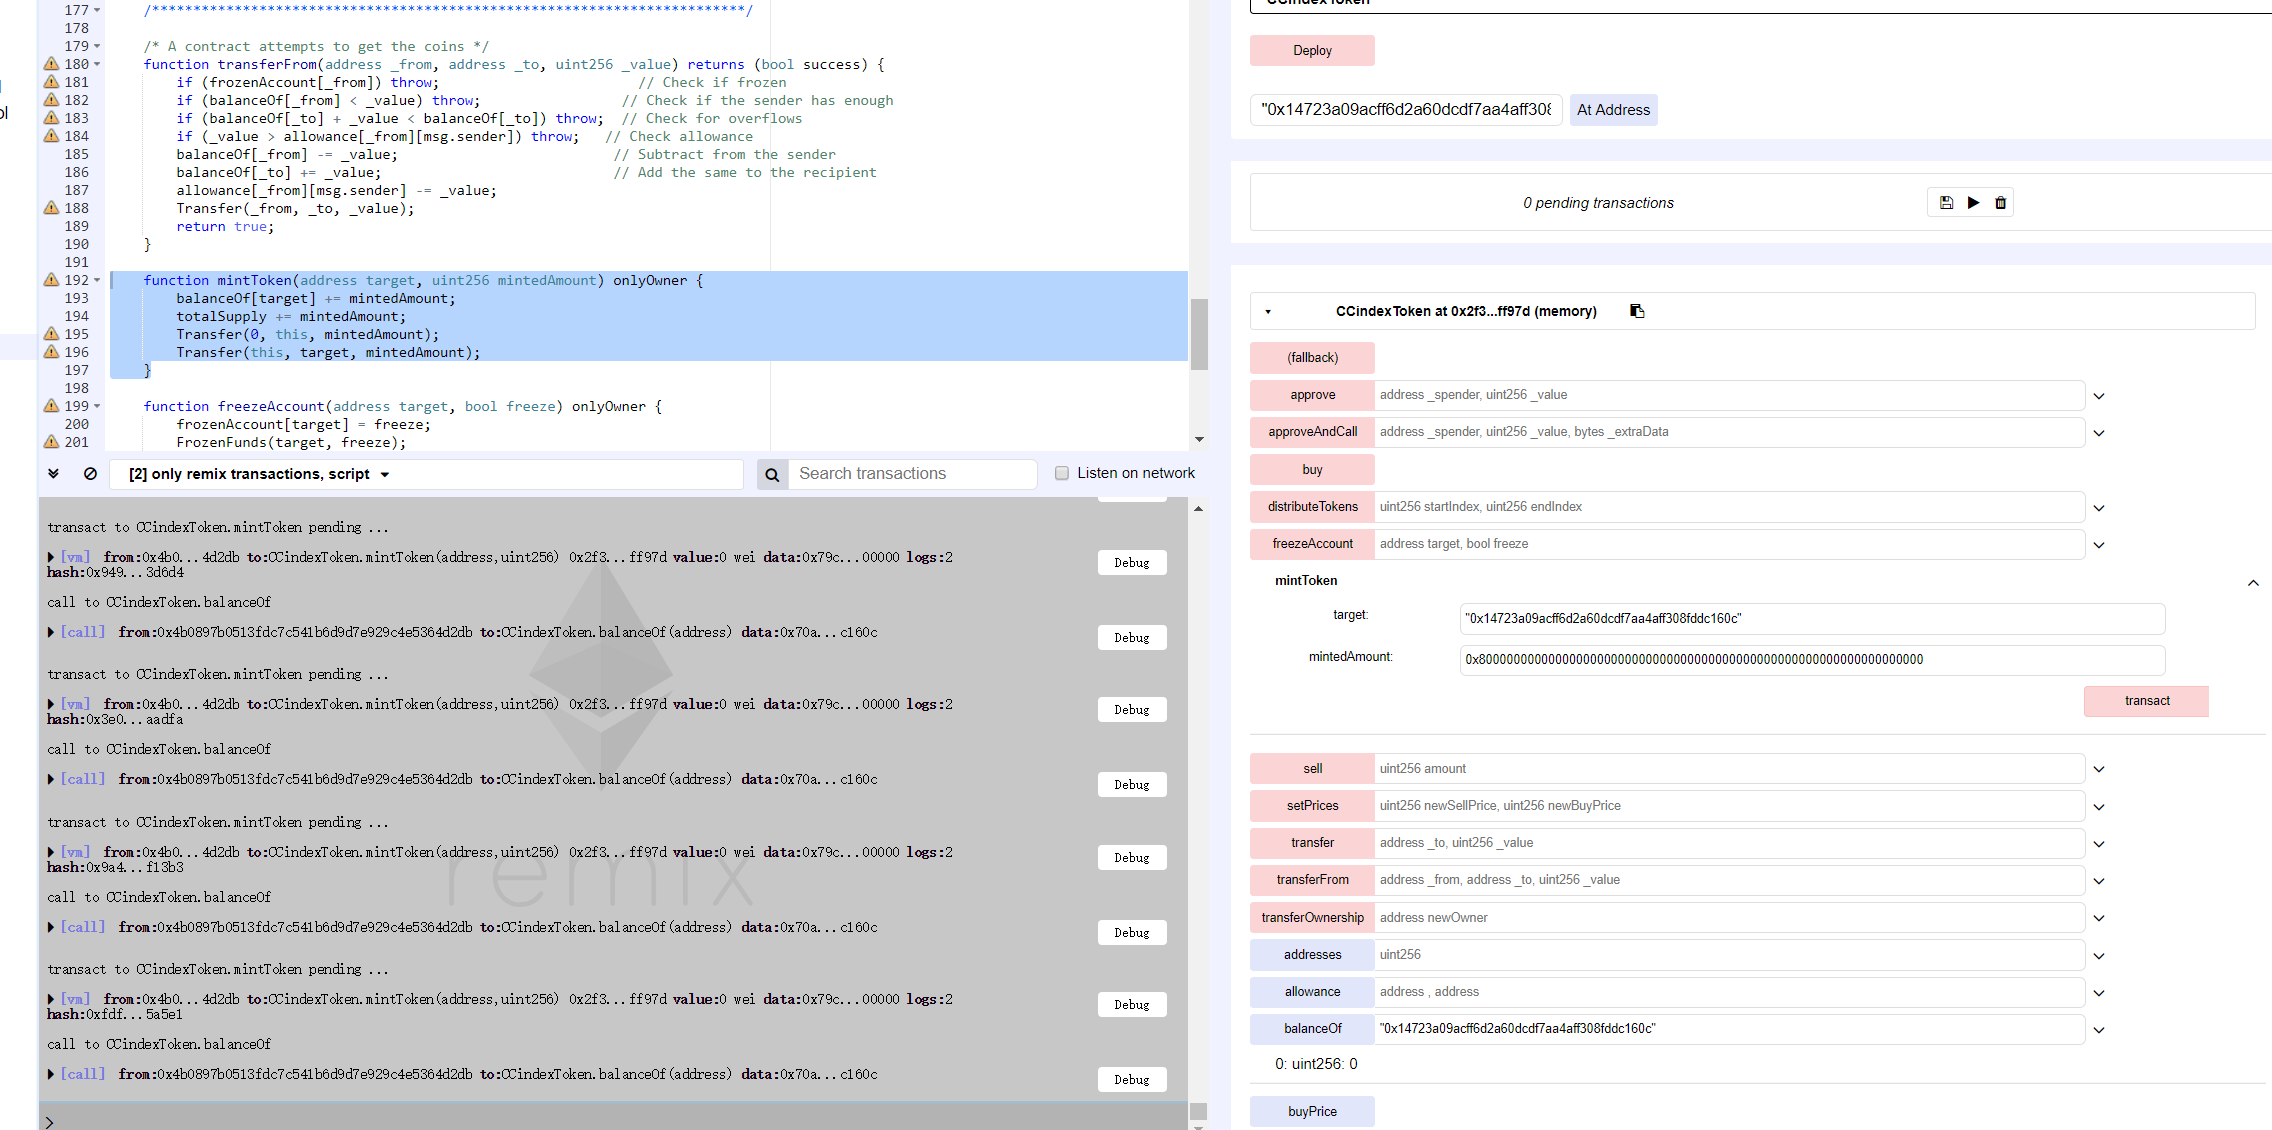 177 /************************************************************************/
178
179 /* A contract attempts to get the coins */
180 function transferFrom(address _from, address _to, uint256 _value) returns (bool success) {
181 if (frozenAccount[_from]) throw; // Check if frozen
182 if (balanceOf[_from] < _value) throw; // Check if the sender has enough
183 if (balanceOf[_to] + _value < balanceOf[_to]) throw; // Check for overflows
184 if (_value > allowance[_from][msg.sender]) throw; // Check allowance
185 balanceOf[_from] -= _value; // Subtract from the sender
186 balanceOf[_to] += _value; // Add the same to the recipient
187 allowance[_from][msg.sender] -= _value;
188 Transfer(_from, _to, _value);
189 return true;
190 }
191
192 function mintToken(address target, uint256 mintedAmount) onlyOwner {
193 balanceOf[target] += mintedAmount;
194 totalSupply += mintedAmount;
195 Transfer(0, this, mintedAmount);
196 Transfer(this, target, mintedAmount);
197 }
198
199 function freezeAccount(address target, bool freeze) onlyOwner {
200 frozenAccount[target] = freeze;
201 FrozenFunds(target, freeze);
[2] only remix transactions, script
Search transactions
Listen on network
transact to CCindexToken.mintToken pending ...
[vm] from:0x4b0...4d2db to:CCindexToken.mintToken(address,uint256) 0x2f3...ff97d value:0 wei data:0x79c...00000 logs:2
hash:0x949...3d6d4
Debug
call to CCindexToken.balanceOf
[call] from:0x4b0897b0513fdc7c541b6d9d7e929c4e5364d2db to:CCindexToken.balanceOf(address) data:0x70a...c160c
Debug
transact to CCindexToken.mintToken pending ...
[vm] from:0x4b0...4d2db to:CCindexToken.mintToken(address,uint256) 0x2f3...ff97d value:0 wei data:0x79c...00000 logs:2
hash:0x3e0...aadfa
Debug
call to CCindexToken.balanceOf
[call] from:0x4b0897b0513fdc7c541b6d9d7e929c4e5364d2db to:CCindexToken.balanceOf(address) data:0x70a...c160c
Debug
transact to CCindexToken.mintToken pending ...
[vm] from:0x4b0...4d2db to:CCindexToken.mintToken(address,uint256) 0x2f3...ff97d value:0 wei data:0x79c...00000 logs:2
hash:0x9a4...f13b3
Debug
remix
call to CCindexToken.balanceOf
[call] from:0x4b0897b0513fdc7c541b6d9d7e929c4e5364d2db to:CCindexToken.balanceOf(address) data:0x70a...c160c
Debug
transact to CCindexToken.mintToken pending ...
[vm] from:0x4b0...4d2db to:CCindexToken.mintToken(address,uint256) 0x2f3...ff97d value:0 wei data:0x79c...00000 logs:2
hash:0xfdf...5a5e1
Debug
call to CCindexToken.balanceOf
[call] from:0x4b0897b0513fdc7c541b6d9d7e929c4e5364d2db to:CCindexToken.balanceOf(address) data:0x70a...c160c
Debug
>
CCindexToken
Deploy
"0x14723a09acff6d2a60dcdf7aa4aff308 At Address
0 pending transactions
CCindexToken at 0x2f3...ff97d (memory)
(fallback)
approve address _spender, uint256 _value
approveAndCall address _spender, uint256 _value, bytes _extraData
buy
distributeTokens uint256 startIndex, uint256 endIndex
freezeAccount address target, bool freeze
mintToken
target: "0x14723a09acff6d2a60dcdf7aa4aff308fddc160c"
mintedAmount: 0x8000000000000000000000000000000000000000000000000000000000000000
transact
sell uint256 amount
setPrices uint256 newSellPrice, uint256 newBuyPrice
transfer address _to, uint256 _value
transferFrom address _from, address _to, uint256 _value
transferOwnership address newOwner
addresses uint256
allowance address , address
balanceOf "0x14723a09acff6d2a60dcdf7aa4aff308fddc160c"
0: uint256: 0
buyPrice